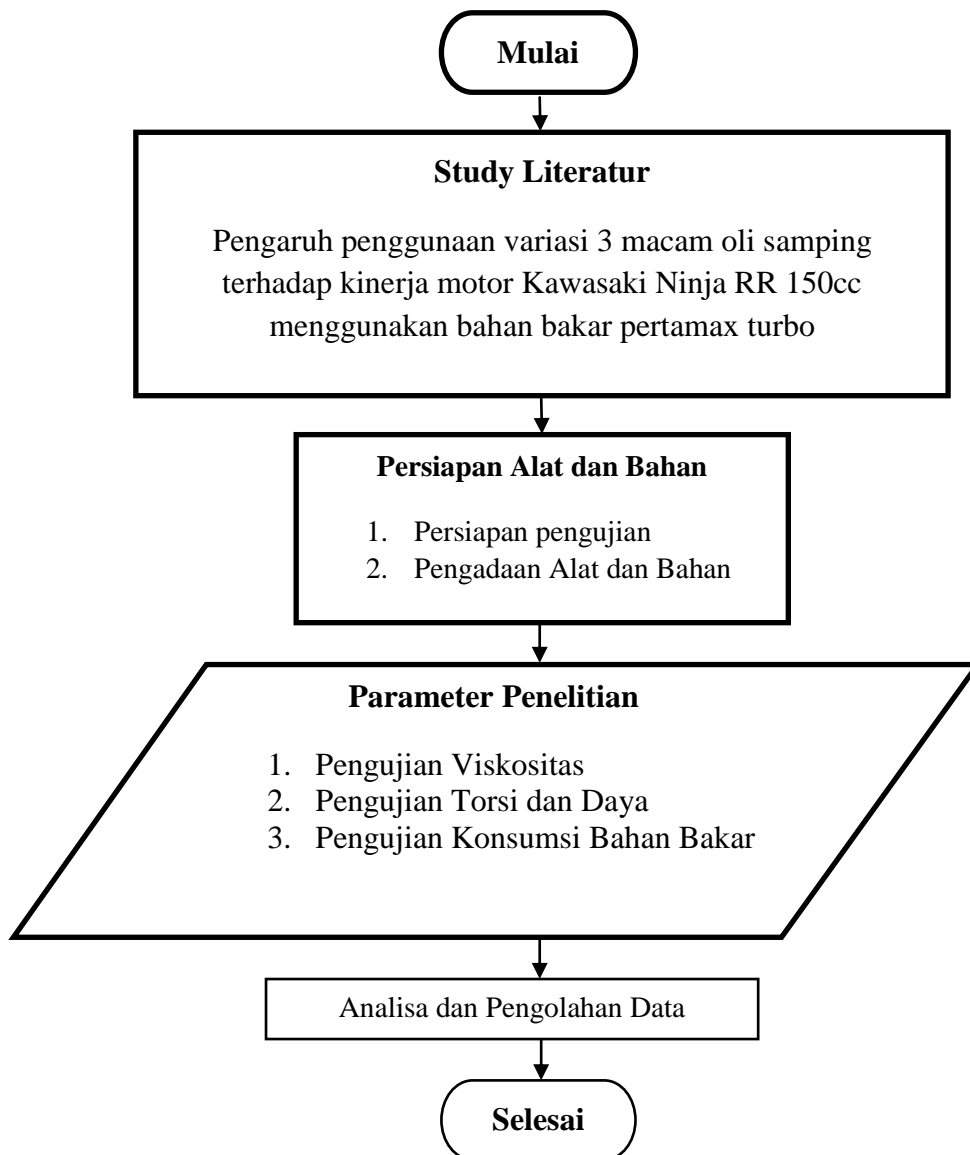 Mulai
Study Literatur
Pengaruh penggunaan variasi 3 macam oli samping
terhadap kinerja motor Kawasaki Ninja RR 150cc
menggunakan bahan bakar pertamax turbo
Persiapan Alat dan Bahan
1. Persiapan pengujian
2. Pengadaan Alat dan Bahan
Parameter Penelitian
1. Pengujian Viskositas
2. Pengujian Torsi dan Daya
3. Pengujian Konsumsi Bahan Bakar
Analisa dan Pengolahan Data
Selesai